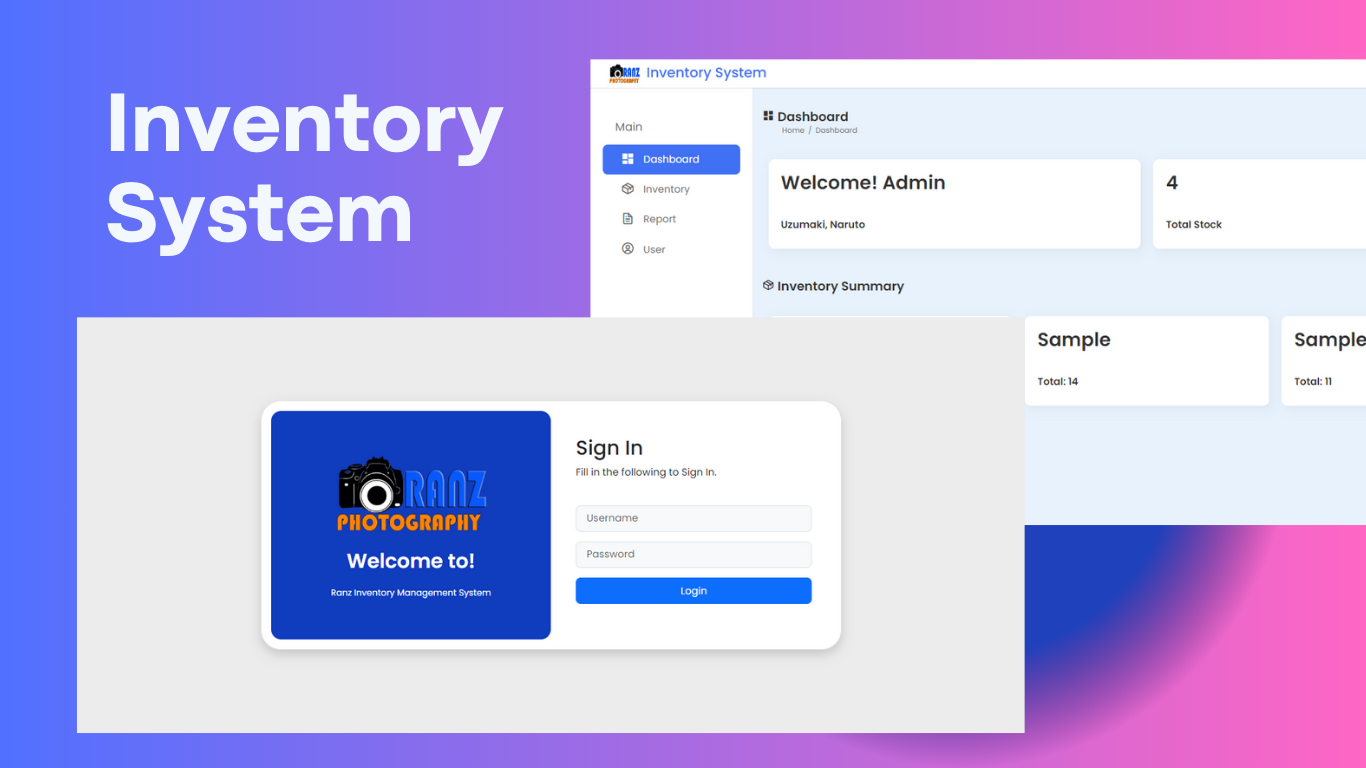 Inventory
System
RANZ
PHOTOGRAPHY
Inventory System
Main
Dashboard
Inventory
Report
User
Dashboard
Home / Dashboard
Welcome! Admin
Uzumaki, Naruto
4
Total Stock
Inventory Summary
Sample
Total: 14
Sample
Total: 11
RANZ
PHOTOGRAPHY
Welcome to!
Ranz Inventory Management System
Sign In
Fill in the following to Sign In.
Username
Password
Login